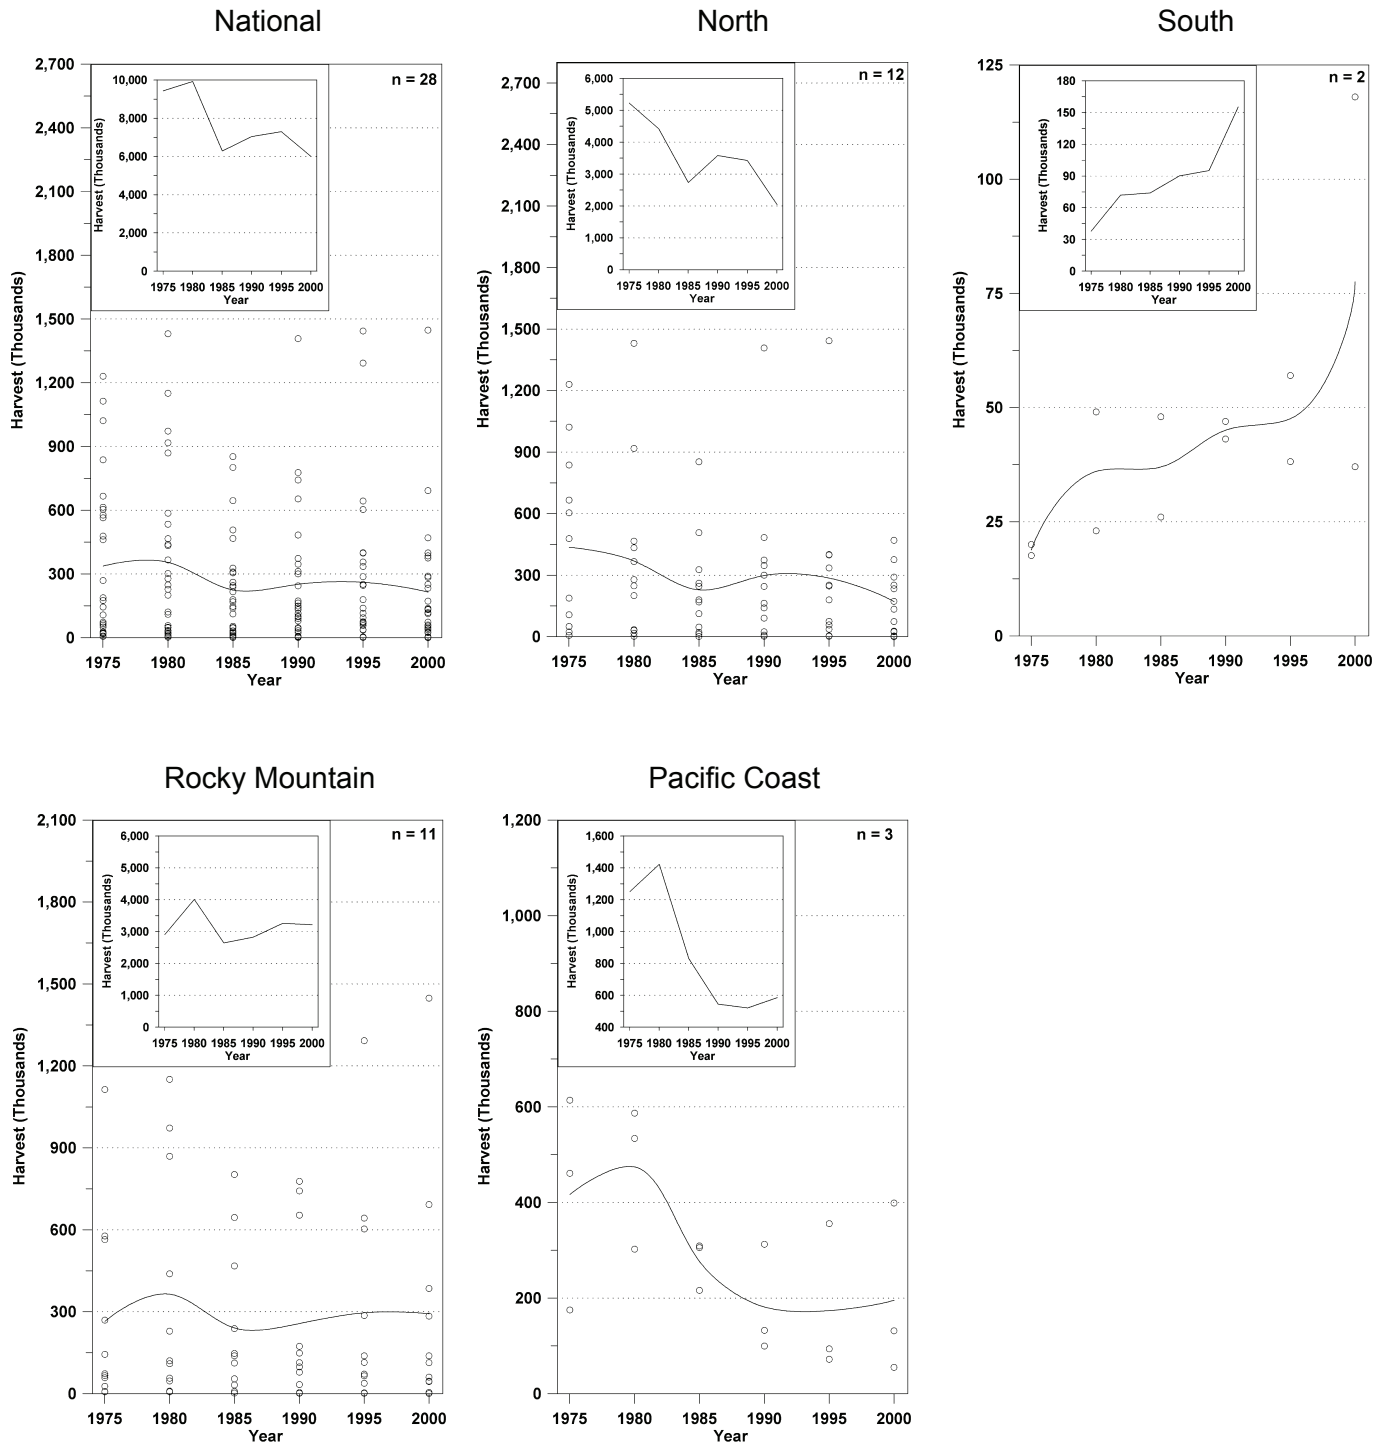 National
North
South
n = 28
n = 12
n = 2
2,700
2,400
2,100
1,800
1,500
1,200
900
600
300
0
Harvest (Thousands)
1975 1980 1985 1990 1995 2000
Year
10,000
8,000
6,000
4,000
2,000
0
Harvest (Thousands)
1975 1980 1985 1990 1995 2000
Year
2,700
2,400
2,100
1,800
1,500
1,200
900
600
300
0
Harvest (Thousands)
1975 1980 1985 1990 1995 2000
Year
6,000
5,000
4,000
3,000
2,000
1,000
0
Harvest (Thousands)
1975 1980 1985 1990 1995 2000
Year
125
100
75
50
25
0
Harvest (Thousands)
1975 1980 1985 1990 1995 2000
Year
180
150
120
90
60
30
0
Harvest (Thousands)
1975 1980 1985 1990 1995 2000
Year
Rocky Mountain
Pacific Coast
n = 11
n = 3
2,100
1,800
1,500
1,200
900
600
300
0
Harvest (Thousands)
1975 1980 1985 1990 1995 2000
Year
6,000
5,000
4,000
3,000
2,000
1,000
0
Harvest (Thousands)
1975 1980 1985 1990 1995 2000
Year
1,200
1,000
800
600
400
200
0
Harvest (Thousands)
1975 1980 1985 1990 1995 2000
Year
1,600
1,400
1,200
1,000
800
600
400
Harvest (Thousands)
1975 1980 1985 1990 1995 2000
Year